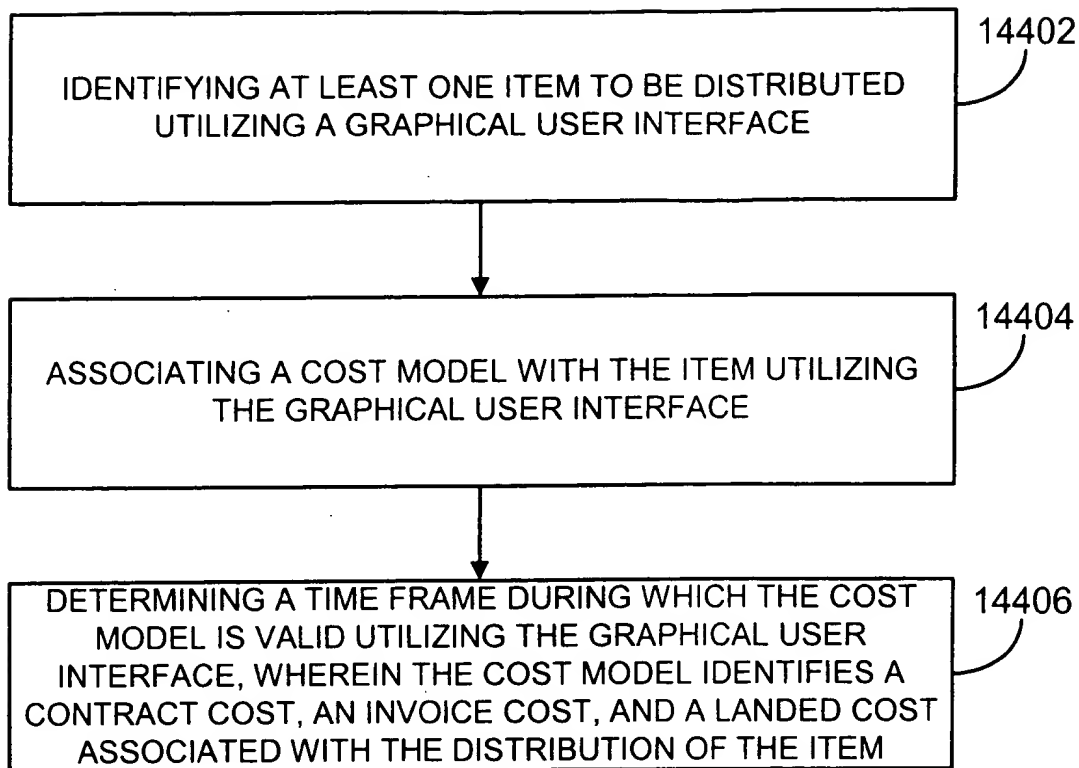 14402
IDENTIFYING AT LEAST ONE ITEM TO BE DISTRIBUTED
UTILIZING A GRAPHICAL USER INTERFACE
14404
ASSOCIATING A COST MODEL WITH THE ITEM UTILIZING
THE GRAPHICAL USER INTERFACE
14406
DETERMINING A TIME FRAME DURING WHICH THE COST
MODEL IS VALID UTILIZING THE GRAPHICAL USER
INTERFACE, WHEREIN THE COST MODEL IDENTIFIES A
CONTRACT COST, AN INVOICE COST, AND A LANDED COST
ASSOCIATED WITH THE DISTRIBUTION OF THE ITEM